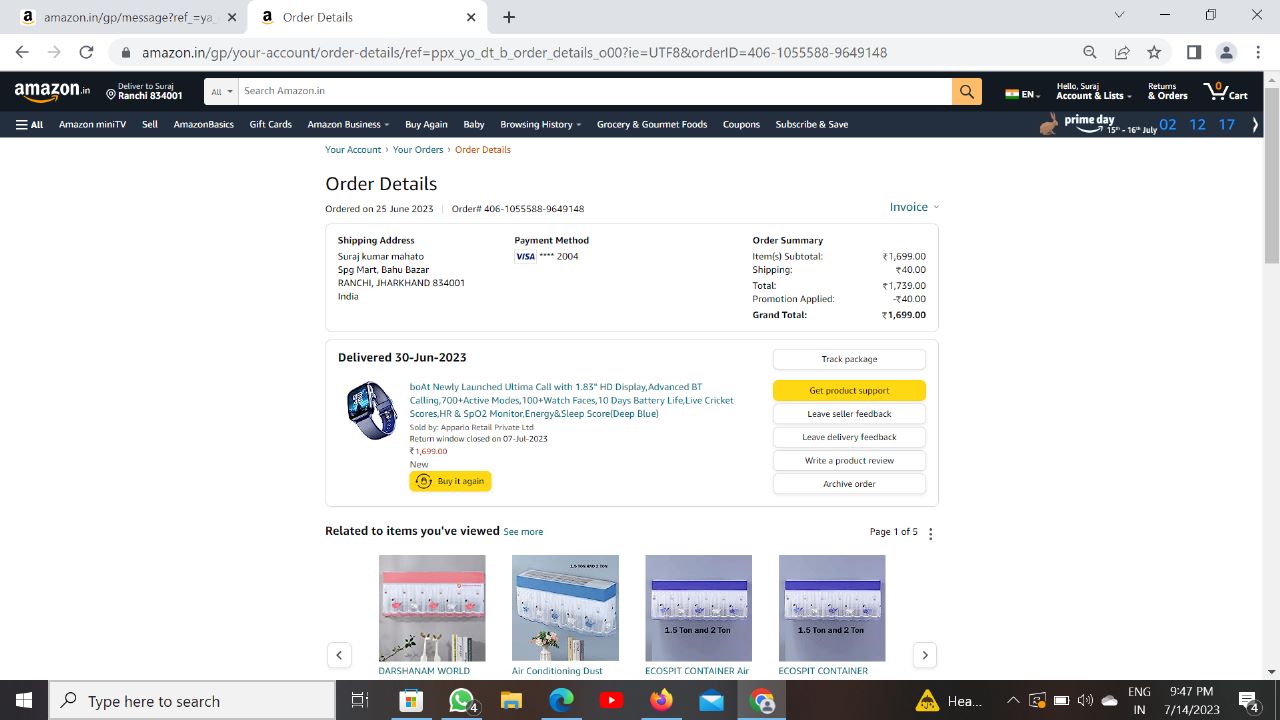 amazon.in/gp/message?ref_=ya_
Order Details
amazon.in/gp/your-account/order-details/ref=ppx_yo_dt_b_order_details_o00?ie=UTF8&orderID=406-1055588-9649148
amazon.in
Deliver to Suraj
Ranchi 834001
All
Search Amazon.in
EN
Hello, Suraj
Account & Lists
Returns
& Orders
0
Cart
All
Amazon miniTV
Sell
AmazonBasics
Gift Cards
Amazon Business
Buy Again
Baby
Browsing History
Grocery & Gourmet Foods
Coupons
Subscribe & Save
prime day
15th - 16th July
02 12 17
Your Account › Your Orders › Order Details
Order Details
Ordered on 25 June 2023 | Order# 406-1055588-9649148
Invoice
Shipping Address
Suraj kumar mahato
Spg Mart, Bahu Bazar
RANCHI, JHARKHAND 834001
India
Payment Method
VISA **** 2004
Order Summary
Item(s) Subtotal: ₹1,699.00
Shipping: ₹40.00
Total: ₹1,739.00
Promotion Applied: -₹40.00
Grand Total: ₹1,699.00
Delivered 30-Jun-2023
boAt Newly Launched Ultima Call with 1.83" HD Display,Advanced BT
Calling,700+Active Modes,100+Watch Faces,10 Days Battery Life,Live Cricket
Scores,HR & SpO2 Monitor,Energy&Sleep Score(Deep Blue)
Sold by: Appario Retail Private Ltd
Return window closed on 07-Jul-2023
₹1,699.00
New
Buy it again
Track package
Get product support
Leave seller feedback
Leave delivery feedback
Write a product review
Archive order
Related to items you've viewed See more
Page 1 of 5
1.5 TON AND 2 TON
1.5 Ton and 2 Ton
1.5 Ton and 2 Ton
DARSHANAM WORLD
Air Conditioning Dust
ECOSPIT CONTAINER Air
ECOSPIT CONTAINER
Type here to search
4
Hea...
ENG
IN
9:47 PM
7/14/2023
4